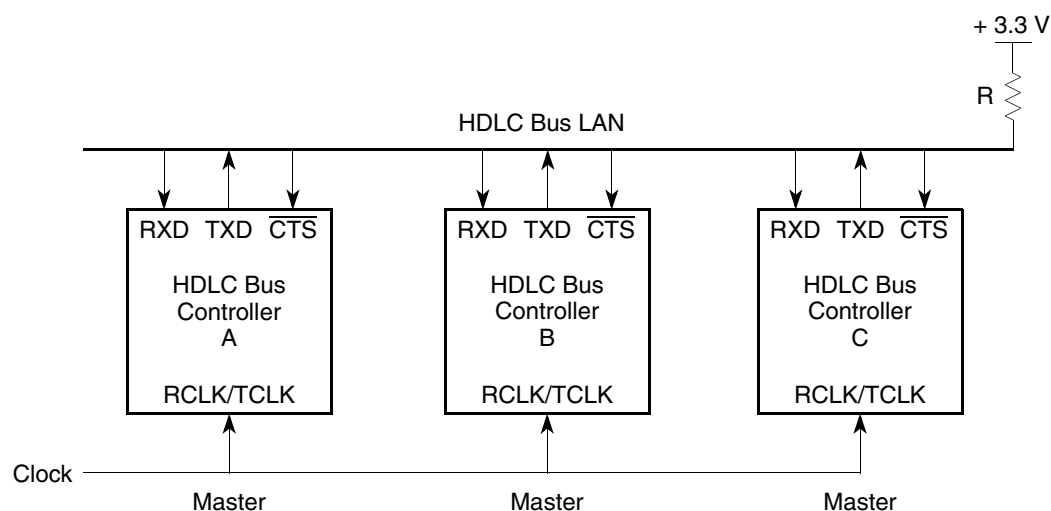 + 3.3 V
R
HDLC Bus LAN
RXD TXD CTS
HDLC Bus
Controller
A
RCLK/TCLK
RXD TXD CTS
HDLC Bus
Controller
B
RCLK/TCLK
RXD TXD CTS
HDLC Bus
Controller
C
RCLK/TCLK
Clock
Master
Master
Master